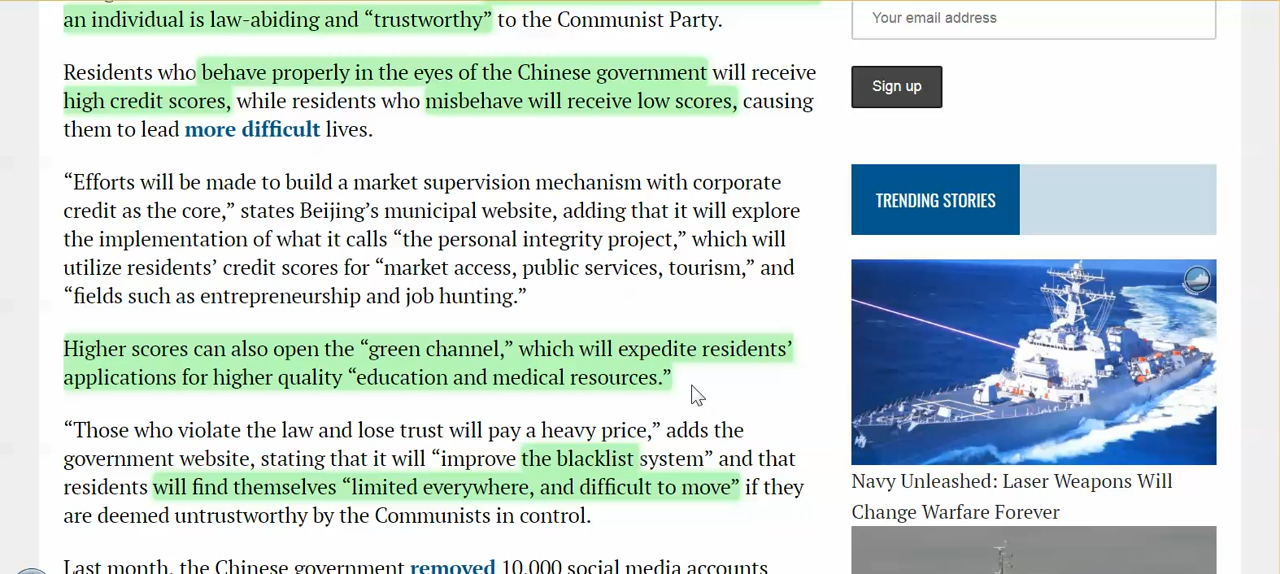 an individual is law-abiding and “trustworthy” to the Communist Party.
Residents who behave properly in the eyes of the Chinese government will receive
high credit scores, while residents who misbehave will receive low scores, causing
them to lead more difficult lives.
“Efforts will be made to build a market supervision mechanism with corporate
credit as the core,” states Beijing’s municipal website, adding that it will explore
the implementation of what it calls “the personal integrity project,” which will
utilize residents’ credit scores for “market access, public services, tourism,” and
“fields such as entrepreneurship and job hunting.”
Higher scores can also open the “green channel,” which will expedite residents’
applications for higher quality “education and medical resources.”
“Those who violate the law and lose trust will pay a heavy price,” adds the
government website, stating that it will “improve the blacklist system” and that
residents will find themselves “limited everywhere, and difficult to move” if they
are deemed untrustworthy by the Communists in control.
Last month, the Chinese government removed 10,000 social media accounts
Your email address
Sign up
TRENDING STORIES
Navy Unleashed: Laser Weapons Will
Change Warfare Forever